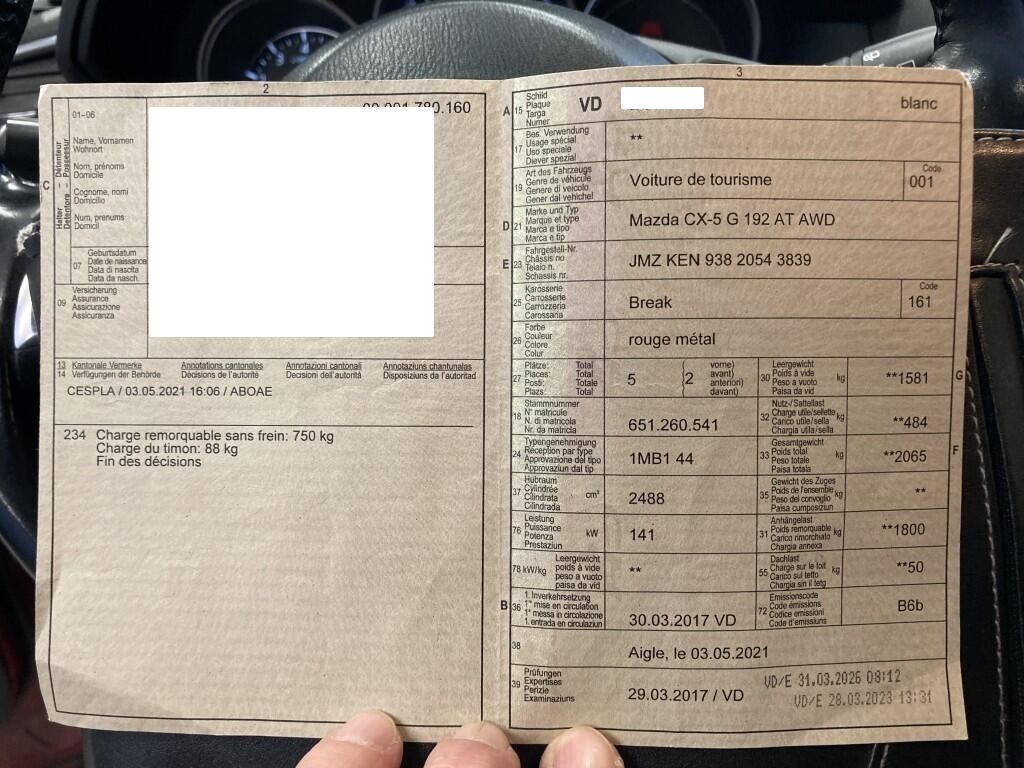 2
01–06
780.160
Name, Vornamen
Wohnort
Nom, prénoms
Domicile
Cognome, nomi
Domicilio
Num, prenums
Domicil
C
Halter – Détenteur
Detentore – Possessur
07
Geburtsdatum
Date de naissance
Data di nascita
Data da nasch.
09
Versicherung
Assurance
Assicurazione
Assicuranza
13 Kantonale Vermerke Annotations cantonales Annotazioni cantonali Annotaziuns chantunalas
14 Verfügungen der Behörde Décisions de l'autorité Decisioni dell'autorità Disposiziuns da l'autoritad
CESPLA / 03.05.2021 16:06 / ABOAE
234 Charge remorquable sans frein: 750 kg
Charge du timon: 88 kg
Fin des décisions
3
A 15
Schild
Plaque
Targa
Numer
VD
blanc
17
Bes. Verwendung
Usage spécial
Uso speciale
Diever spezial
**
19
Art des Fahrzeugs
Genre de véhicule
Genere di veicolo
Gener dal vehichel
Voiture de tourisme
Code
001
D 21
Marke und Typ
Marque et type
Marca e tipo
Marca e tip
Mazda CX-5 G 192 AT AWD
E 23
Fahrgestell-Nr.
Châssis no
Telaio n.
Schassis nr.
JMZ KEN 938 2054 3839
25
Karosserie
Carrosserie
Carrozzeria
Carossaria
Break
Code
161
26
Farbe
Couleur
Colore
Colur
rouge métal
27
Plätze: Total
Places: Total
Posti: Totale
Plazs: Total
5
(2
vorne)
avant)
anteriori)
davant)
30
Leergewicht
Poids à vide
Peso a vuoto
Paisa da vid
kg
**1581
G
18
Stammnummer
N° matricule
N. di matricola
Nr. da matricla
651.260.541
32
Nutz-/Sattellast
Charge utile/sellette
Carico utile/sella
Chargia utila/sella
kg
**484
24
Typengenehmigung
Réception par type
Approvazione del tipo
Approvaziun dal tip
1MB1 44
33
Gesamtgewicht
Poids total
Peso totale
Paisa totala
kg
**2065
F
37
Hubraum
Cylindrée
Cilindrata
Cilindrada
cm³
2488
35
Gewicht des Zuges
Poids de l'ensemble
Peso del convoglio
Paisa cumposiziun
kg
**
76
Leistung
Puissance
Potenza
Prestaziun
kW
141
31
Anhängelast
Poids remorquable
Carico rimorchiato
Chargia annexa
kg
**1800
78 kW/kg
Leergewicht
poids à vide
peso a vuoto
paisa da vid
**
55
Dachlast
Charge sur le toit
Carico sul tetto
Chargia sin il tetg
kg
**50
B 36
1. Inverkehrsetzung
1re mise en circulation
1a messa in circolazione
1. entrada en circulaziun
30.03.2017 VD
72
Emissionscode
Code émissions
Codice emissioni
Code d'emissiuns
B6b
38
Aigle, le 03.05.2021
39
Prüfungen
Expertises
Perizie
Examinaziuns
29.03.2017 / VD
VD/E 31.03.2026 08:12
VD/E 28.03.2023 13:31